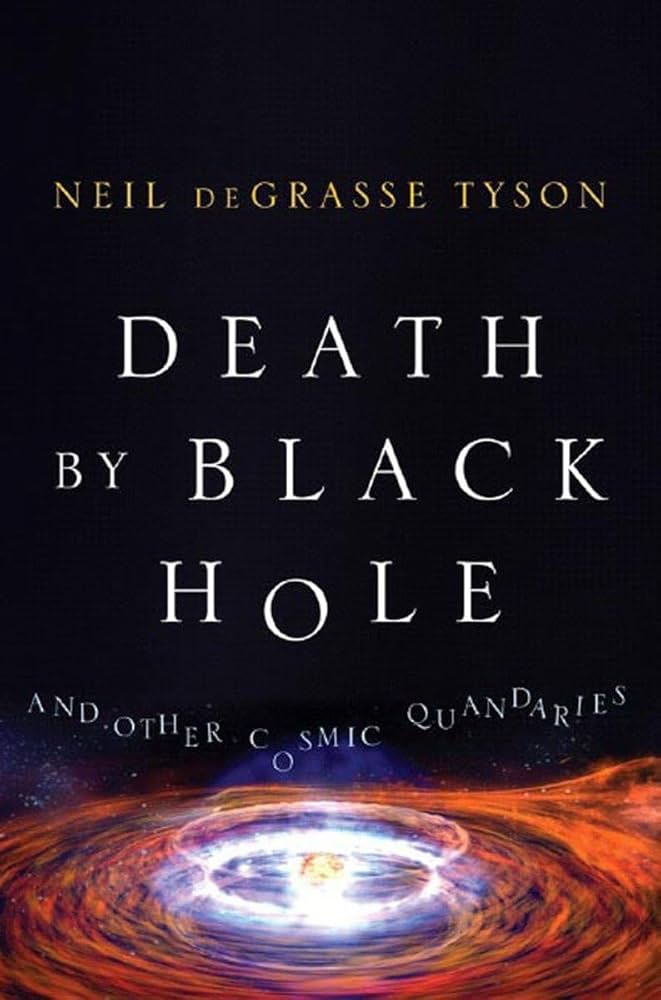 NEIL DEGRASSE TYSON
DEATH
BY BLACK
HOLE
AND OTHER COSMIC QUANDARIES